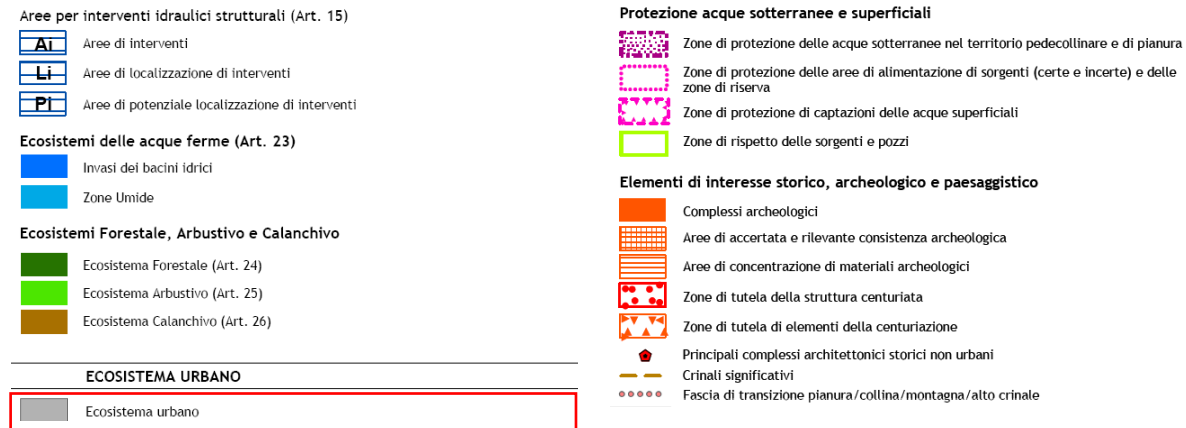 Aree per interventi idraulici strutturali (Art. 15)
Ai Aree di interventi
Li Aree di localizzazione di interventi
Pi Aree di potenziale localizzazione di interventi
Ecosistemi delle acque ferme (Art. 23)
Invasi dei bacini idrici
Zone Umide
Ecosistemi Forestale, Arbustivo e Calanchivo
Ecosistema Forestale (Art. 24)
Ecosistema Arbustivo (Art. 25)
Ecosistema Calanchivo (Art. 26)
ECOSISTEMA URBANO
Ecosistema urbano
Protezione acque sotterranee e superficiali
Zone di protezione delle acque sotterranee nel territorio pedecollinare e di pianura
Zone di protezione delle aree di alimentazione di sorgenti (certe e incerte) e delle
zone di riserva
Zone di protezione di captazioni delle acque superficiali
Zone di rispetto delle sorgenti e pozzi
Elementi di interesse storico, archeologico e paesaggistico
Complessi archeologici
Aree di accertata e rilevante consistenza archeologica
Aree di concentrazione di materiali archeologici
Zone di tutela della struttura centuriata
Zone di tutela di elementi della centuriazione
Principali complessi architettonici storici non urbani
Crinali significativi
Fascia di transizione pianura/collina/montagna/alto crinale